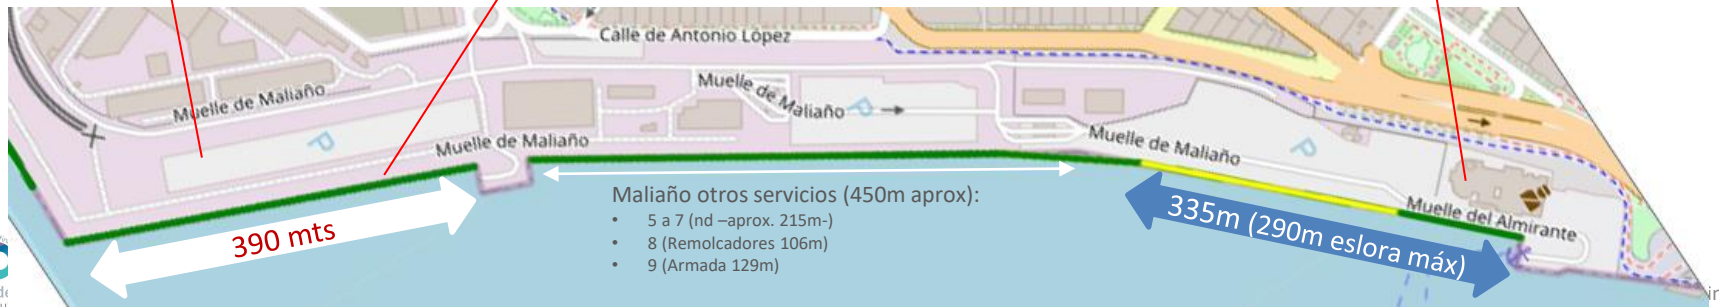 Calle de Antonio López
Muelle de Maliaño
Muelle de Maliaño
Muelle de Maliaño
Muelle de Maliaño
Muelle del Almirante
P
P
P
390 mts
Maliaño otros servicios (450m aprox):
• 5 a 7 (nd –aprox. 215m-)
• 8 (Remolcadores 106m)
• 9 (Armada 129m)
335m (290m eslora máx)